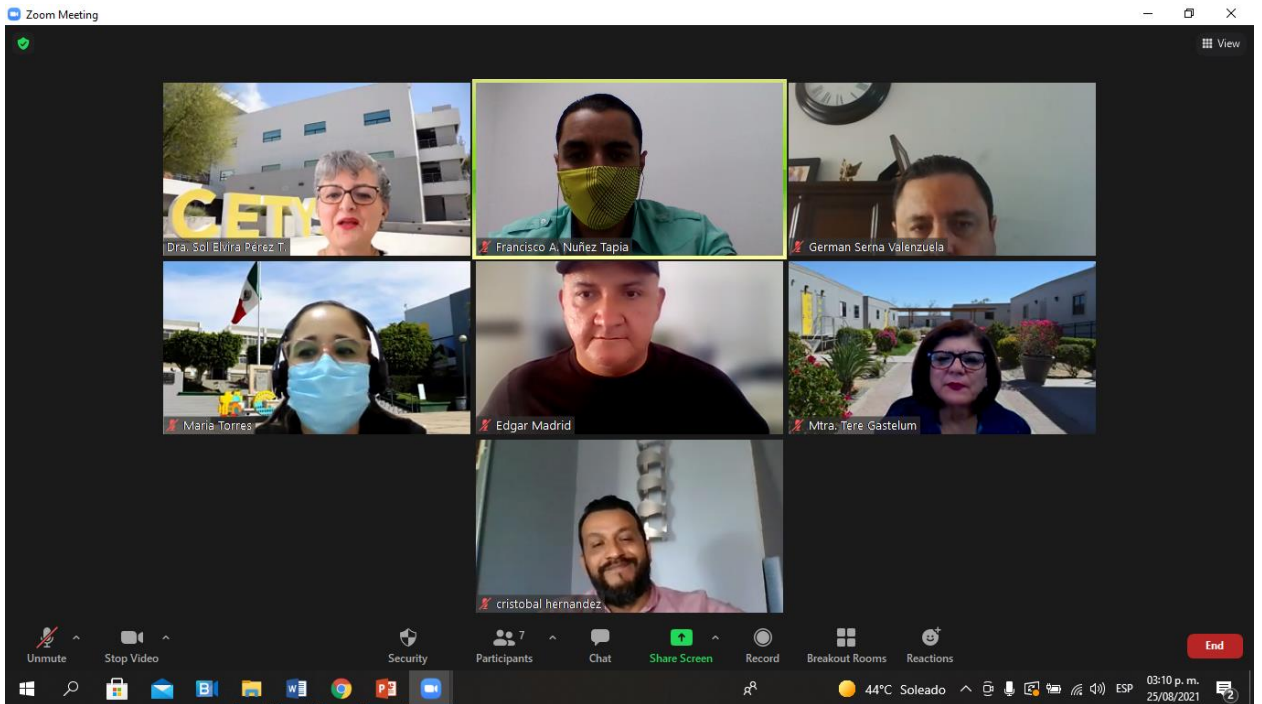 Zoom Meeting
View
CETY
Dra. Sol Elvira Pérez T.
Francisco A. Nuñez Tapia
German Serna Valenzuela
Maria Torres
Edgar Madrid
Mtra. Tere Gastelum
cristobal hernandez
Unmute
Stop Video
Security
7
Participants
Chat
Share Screen
Record
Breakout Rooms
Reactions
End
44°C Soleado
ESP
03:10 p. m.
25/08/2021
2